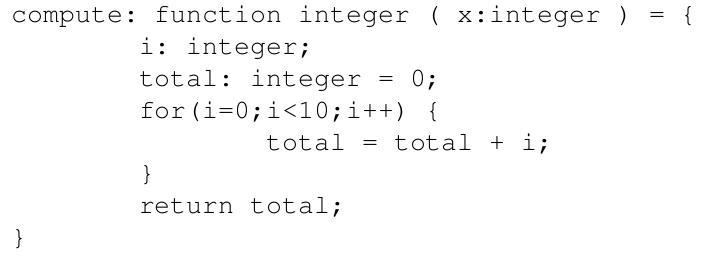 compute: function integer ( x:integer ) = {
        i: integer;
        total: integer = 0;
        for(i=0;i<10;i++) {
                total = total + i;
        }
        return total;
}